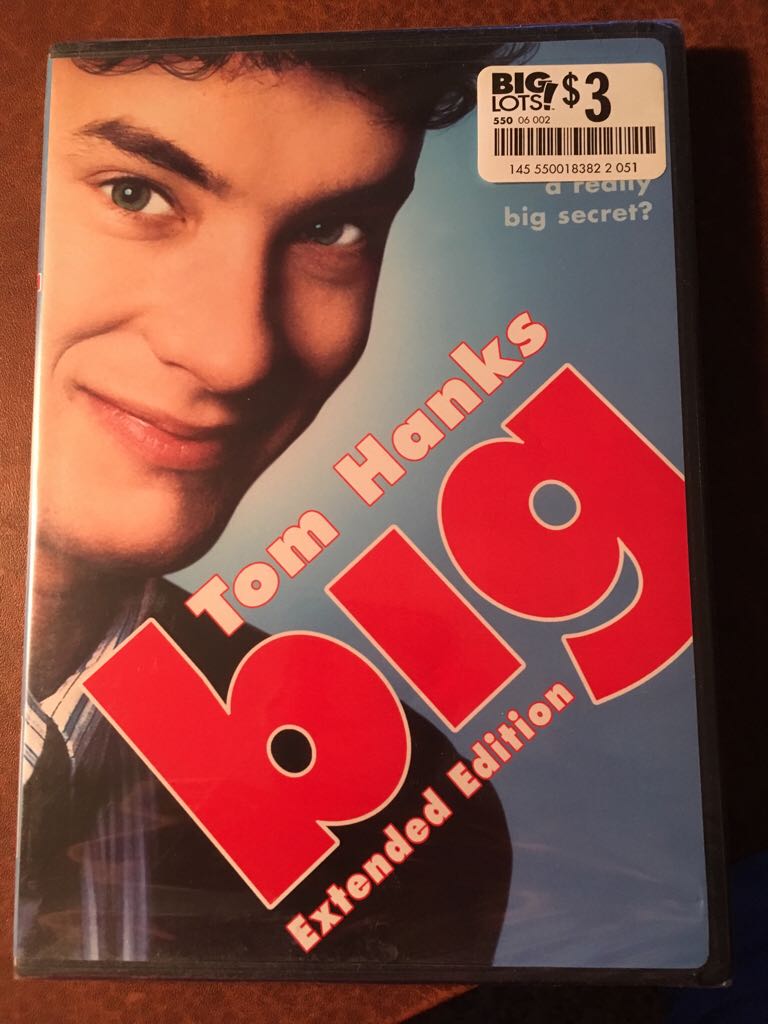 BIG
LOTS! $3
550 06 002
145 550018382 2 051
a really
big secret?
Tom Hanks
big
Extended Edition